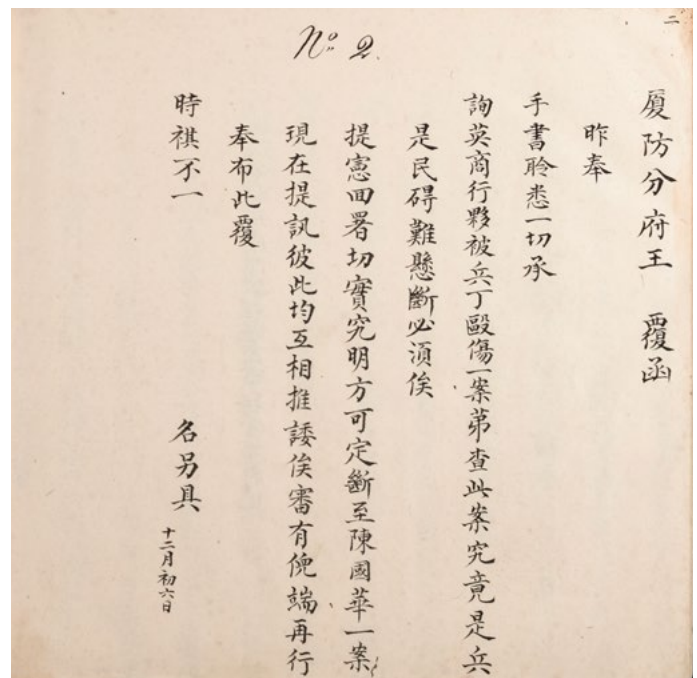 二
Nº 2.
厦防分府王 覆函
昨奉
手書聆悉一切承
詢英商行夥被兵丁毆傷一案苐查此案究竟是兵
是民碍難懸斷必須俟
提憲回署切實究明方可定斷至陳國華一案
現在提訊彼此均互相推諉俟審有俔端再行
奉布此覆
時祺不一
名另具 十二月初六日